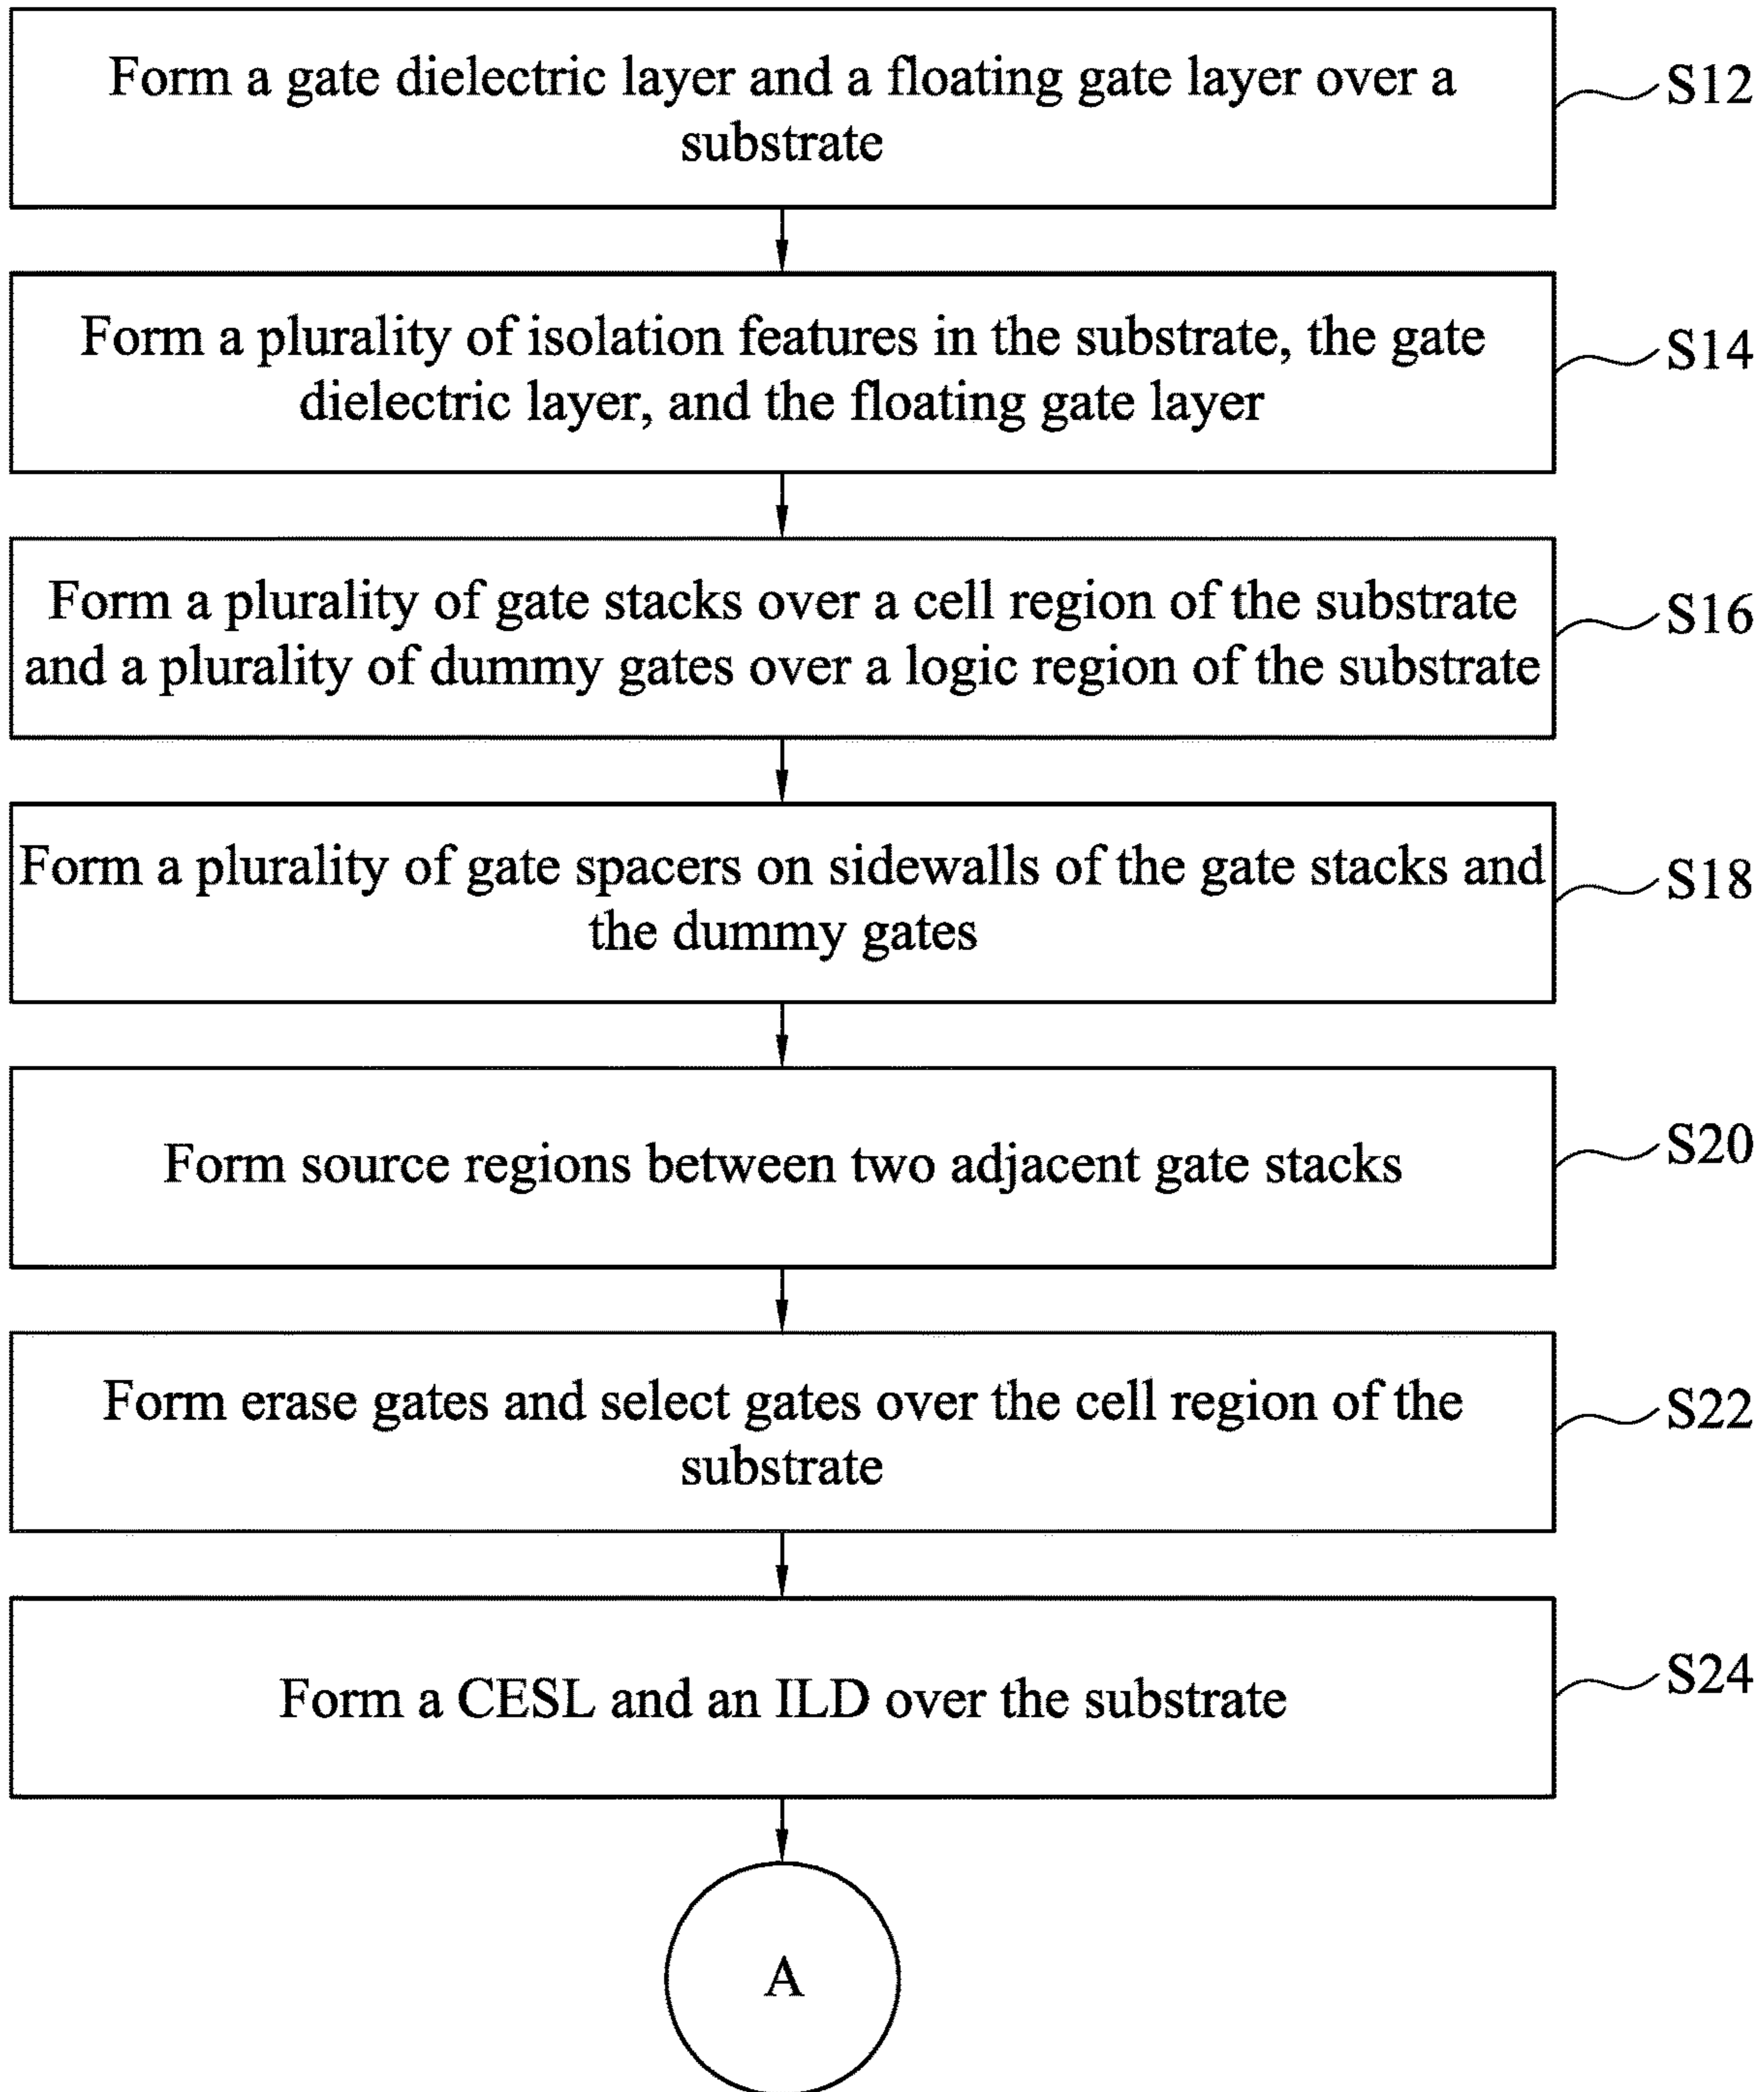 Form a gate dielectric layer and a floating gate layer over a
substrate
S12
Form a plurality of isolation features in the substrate, the gate
dielectric layer, and the floating gate layer
S14
Form a plurality of gate stacks over a cell region of the substrate
and a plurality of dummy gates over a logic region of the substrate
S16
Form a plurality of gate spacers on sidewalls of the gate stacks and
the dummy gates
S18
Form source regions between two adjacent gate stacks
S20
Form erase gates and select gates over the cell region of the
substrate
S22
Form a CESL and an ILD over the substrate
S24
A